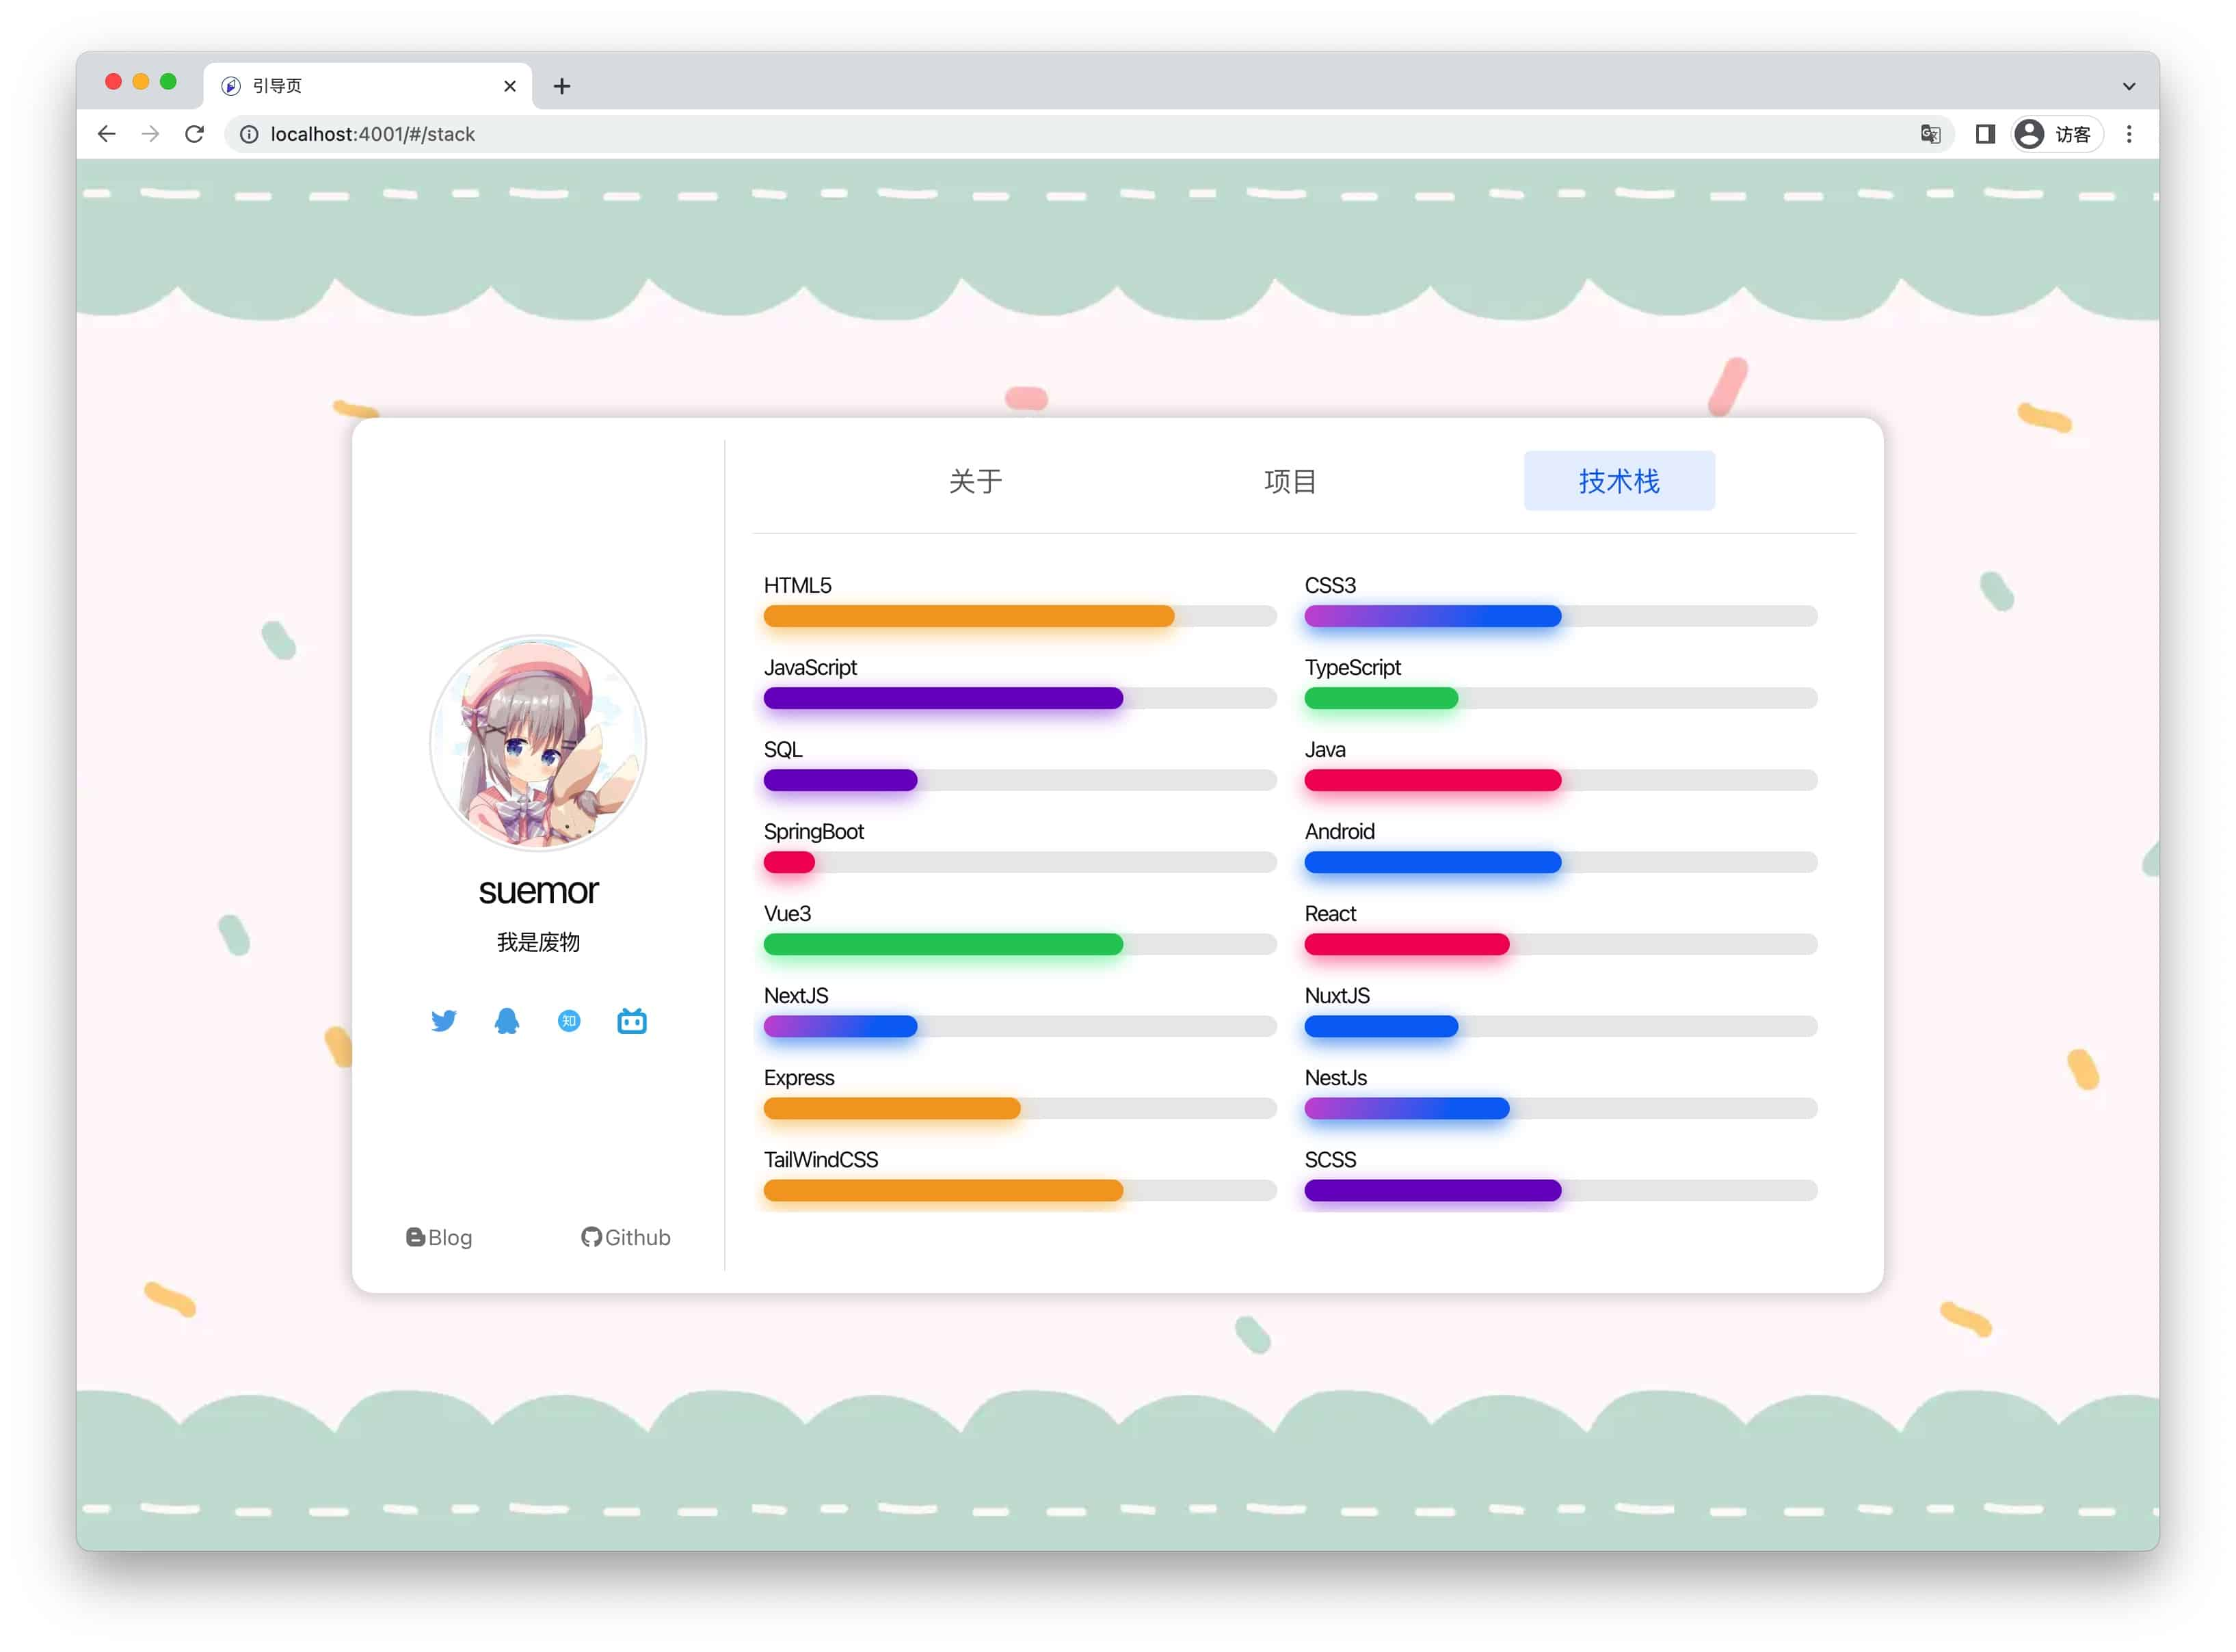 引导页
localhost:4001/#/stack
访客
关于
项目
技术栈
HTML5
CSS3
JavaScript
TypeScript
SQL
Java
SpringBoot
Android
Vue3
React
NextJS
NuxtJS
Express
NestJs
TailWindCSS
SCSS
suemor
我是废物
知
Blog
Github